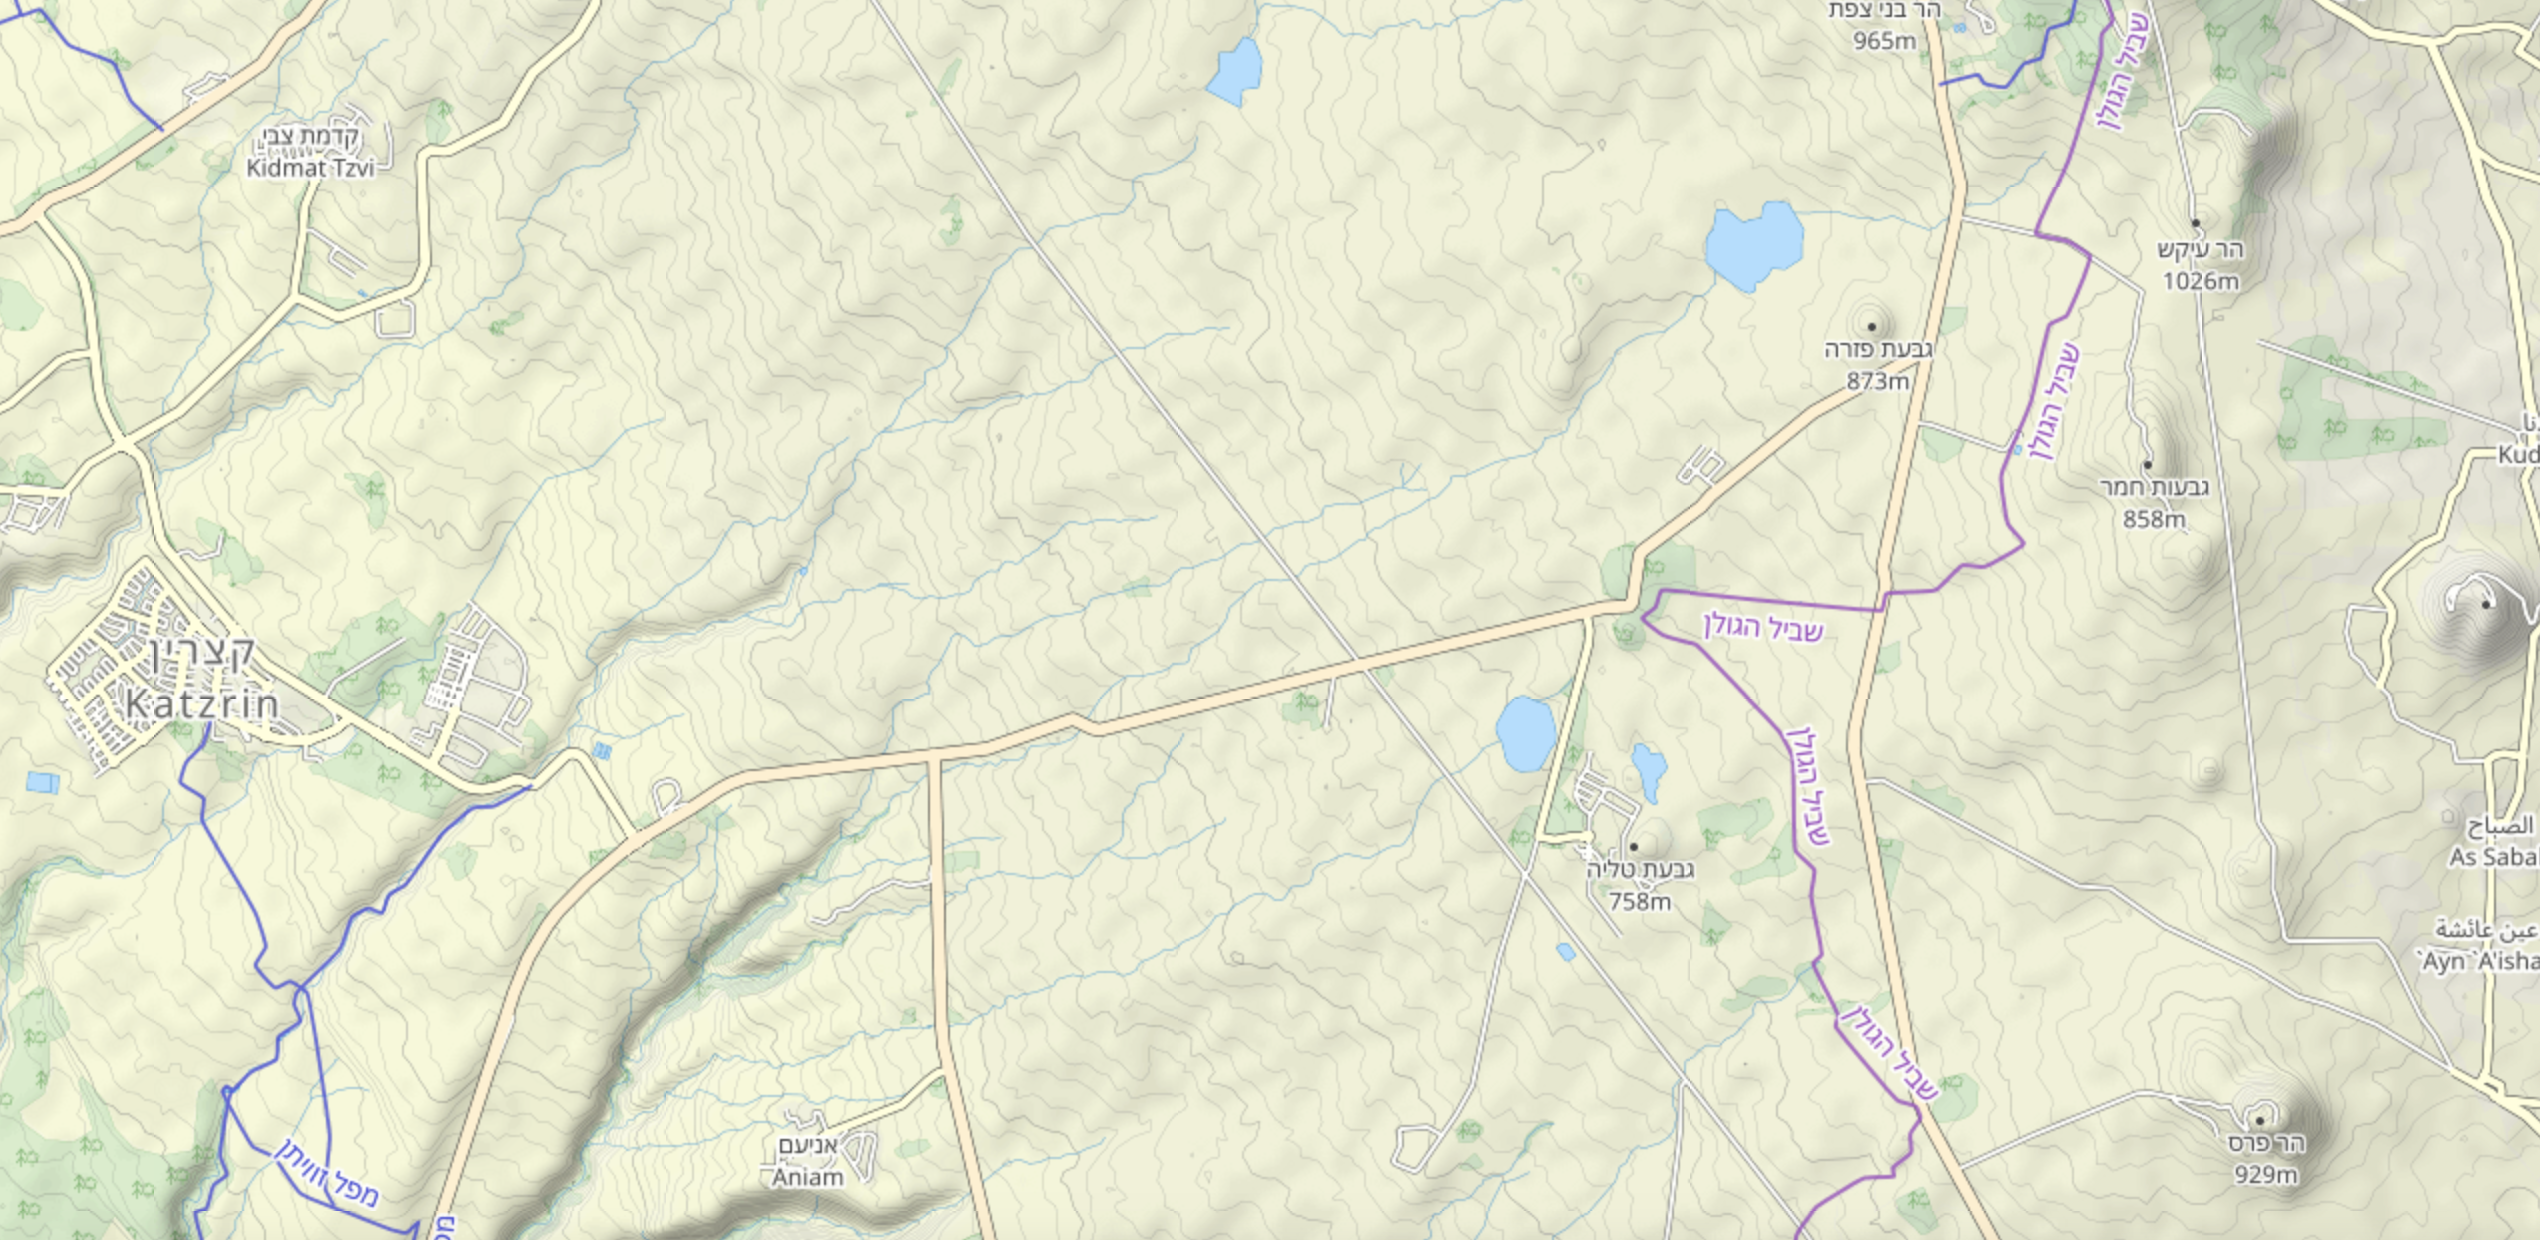 הר בני צפת
965m
שביל הגולן
קדמת צבי
Kidmat Tzvi
הר עיקש
1026m
גבעת פזרה
873m
שביל הגולן
גבעות חמר
858m
שביל הגולן
קצרין
Katzrin
שביל הגולן
גבעת טליה
758m
الصباح
عين عائشة
`Ayn `A'isha
שביל הגולן
אניעם
Aniam
הר פרס
929m
מפל זוויתן